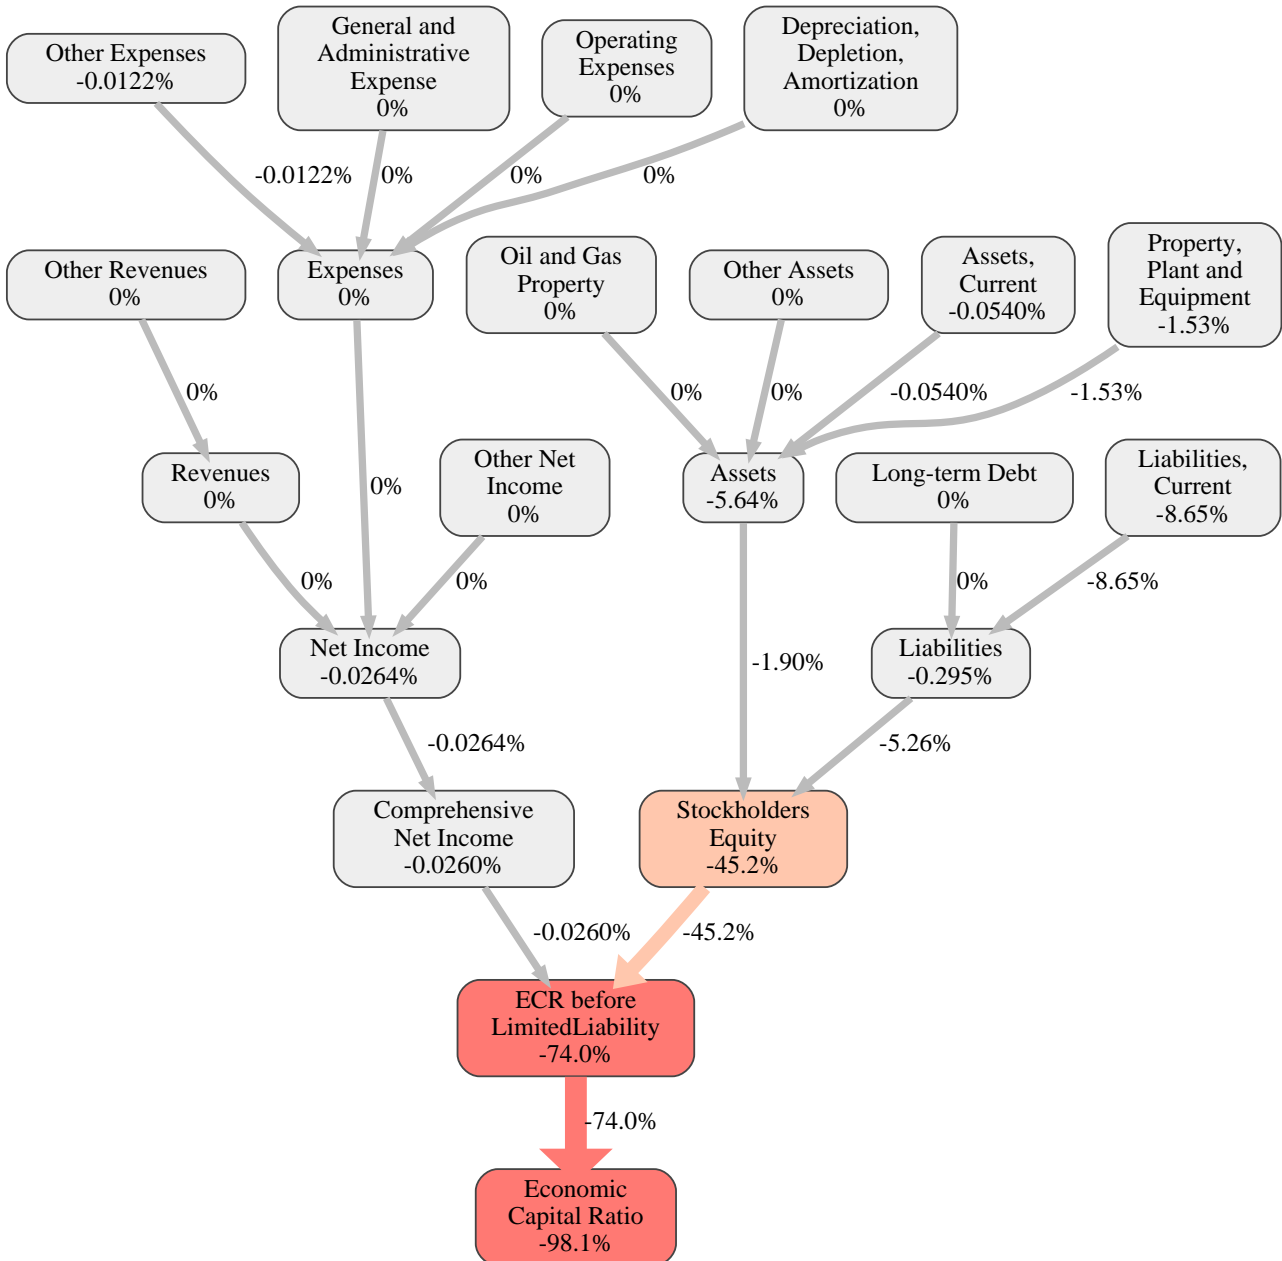 Other Expenses
-0.0122%
General and
Administrative
Expense
0%
Operating
Expenses
0%
Depreciation,
Depletion,
Amortization
0%
-0.0122%
0%
0%
0%
Other Revenues
0%
Expenses
0%
Oil and Gas
Property
0%
Other Assets
0%
Assets,
Current
-0.0540%
Property,
Plant and
Equipment
-1.53%
0%
0%
0%
-0.0540%
-1.53%
Revenues
0%
Other Net
Income
0%
Assets
-5.64%
Long-term Debt
0%
Liabilities,
Current
-8.65%
0%
0%
0%
0%
-8.65%
Net Income
-0.0264%
-1.90%
Liabilities
-0.295%
-0.0264%
-5.26%
Comprehensive
Net Income
-0.0260%
Stockholders
Equity
-45.2%
-0.0260%
-45.2%
ECR before
LimitedLiability
-74.0%
-74.0%
Economic
Capital Ratio
-98.1%